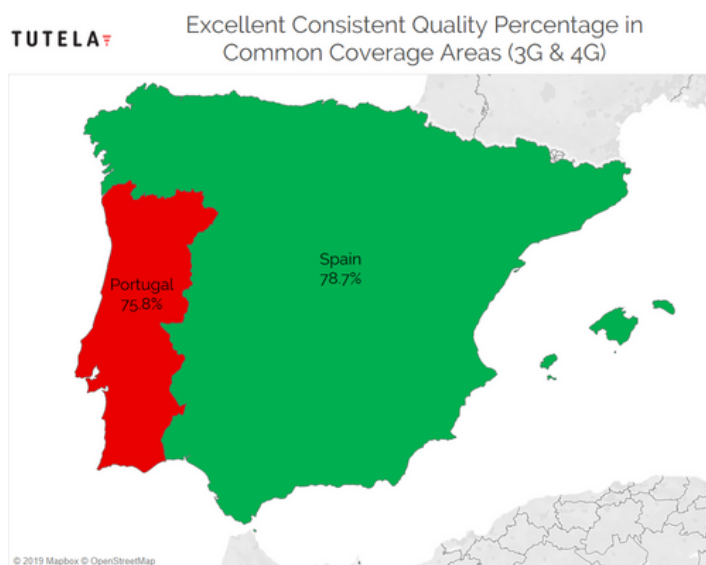 TUTELA
Excellent Consistent Quality Percentage in
Common Coverage Areas (3G & 4G)
Spain
78.7%
Portugal
75.8%
© 2019 Mapbox © OpenStreetMap